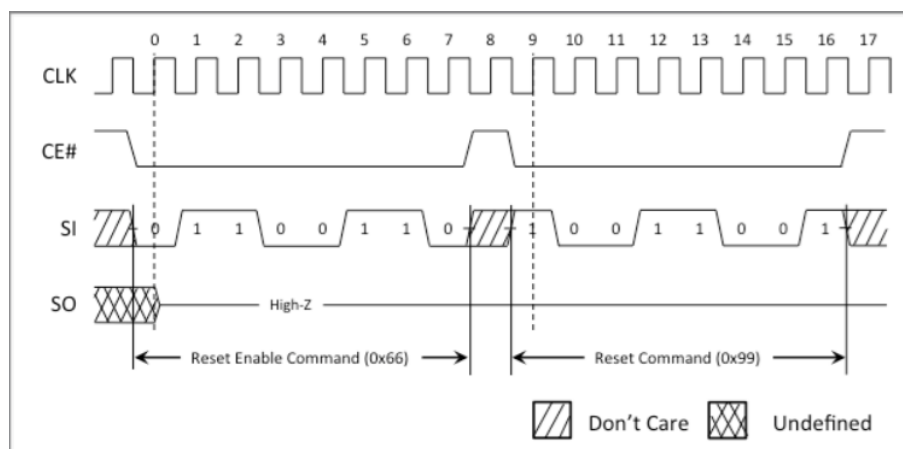 0 1 2 3 4 5 6 7 8 9 10 11 12 13 14 15 16 17
CLK
CE#
SI 0 1 1 0 0 1 1 0 1 0 0 1 1 0 0 1
SO High-Z
Reset Enable Command (0x66) Reset Command (0x99)
Don't Care Undefined